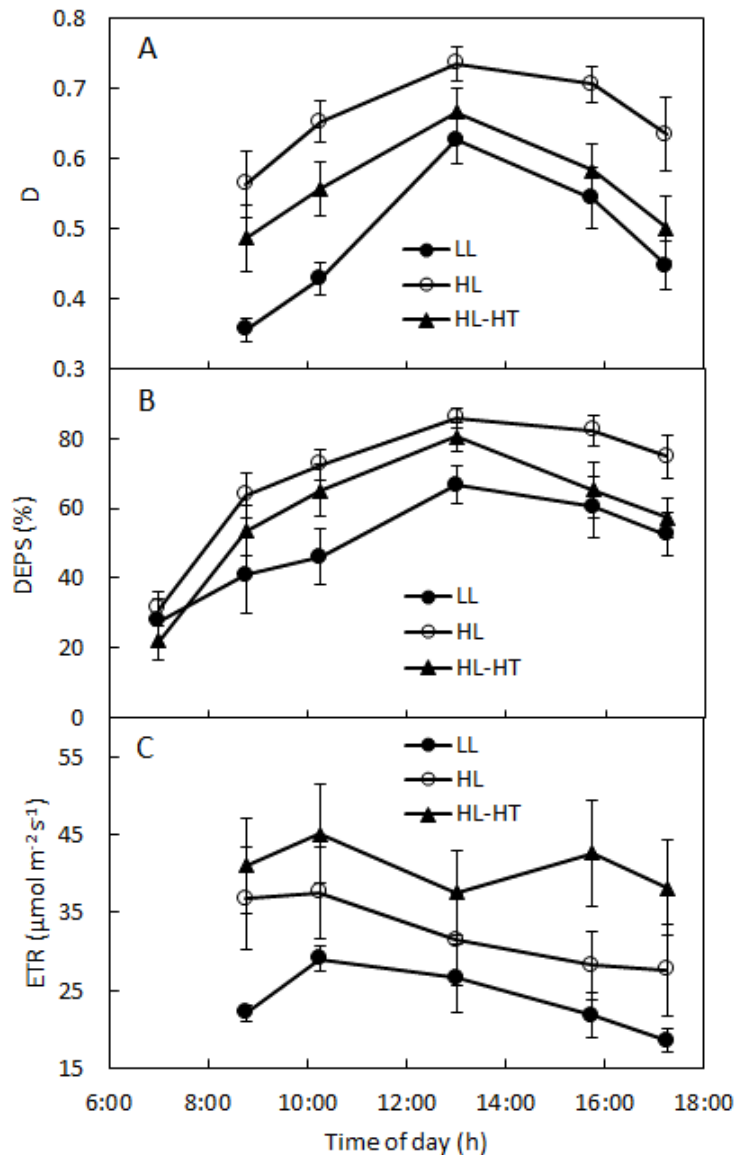 A
0.8
0.7
0.6
0.5
0.4
0.3
D
LL
HL
HL-HT
B
80
60
40
20
0
DEPS (%)
LL
HL
HL-HT
C
55
45
35
25
15
ETR (µmol m⁻² s⁻¹)
LL
HL
HL-HT
6:00 8:00 10:00 12:00 14:00 16:00 18:00
Time of day (h)